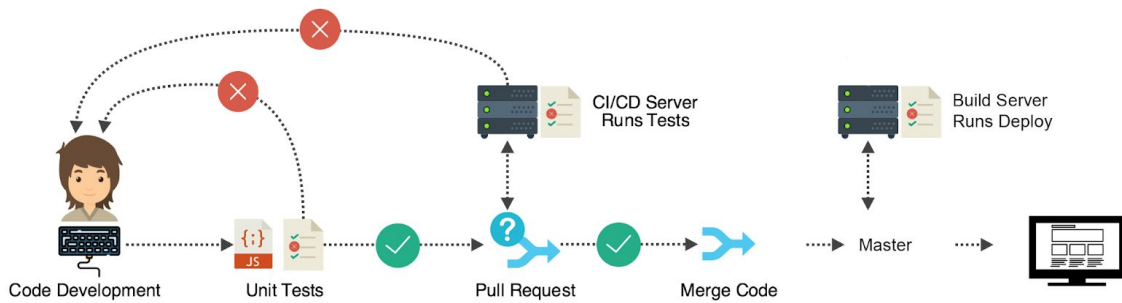 CI/CD Server
Runs Tests
Build Server
Runs Deploy
{;}
JS
?
Master
Code Development
Unit Tests
Pull Request
Merge Code